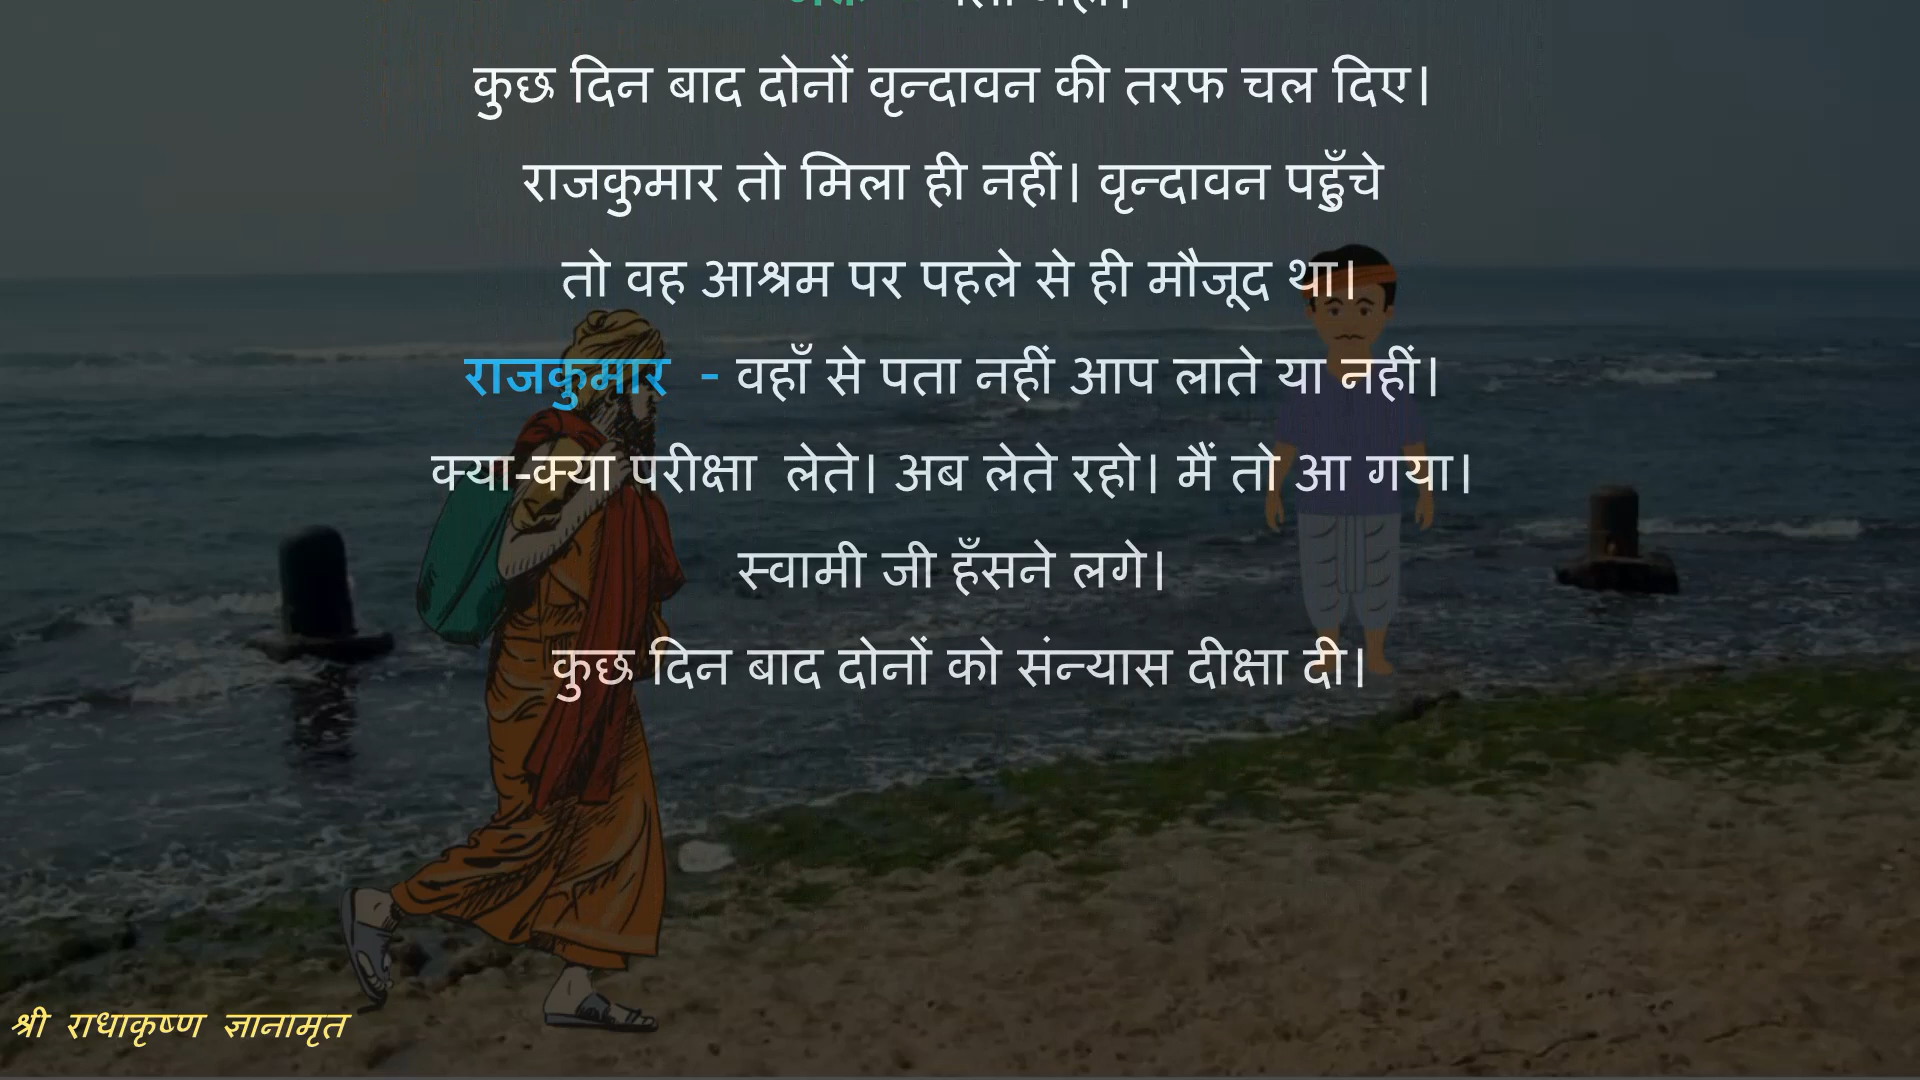 कुछ दिन बाद दोनों वृन्दावन की तरफ चल दिए।
राजकुमार तो मिला ही नहीं। वृन्दावन पहुँचे
तो वह आश्रम पर पहले से ही मौजूद था।
राजकुमार - वहाँ से पता नहीं आप लाते या नहीं।
क्या-क्या परीक्षा लेते। अब लेते रहो। मैं तो आ गया।
स्वामी जी हँसने लगे।
कुछ दिन बाद दोनों को संन्यास दीक्षा दी।
श्री राधाकृष्ण ज्ञानामृत